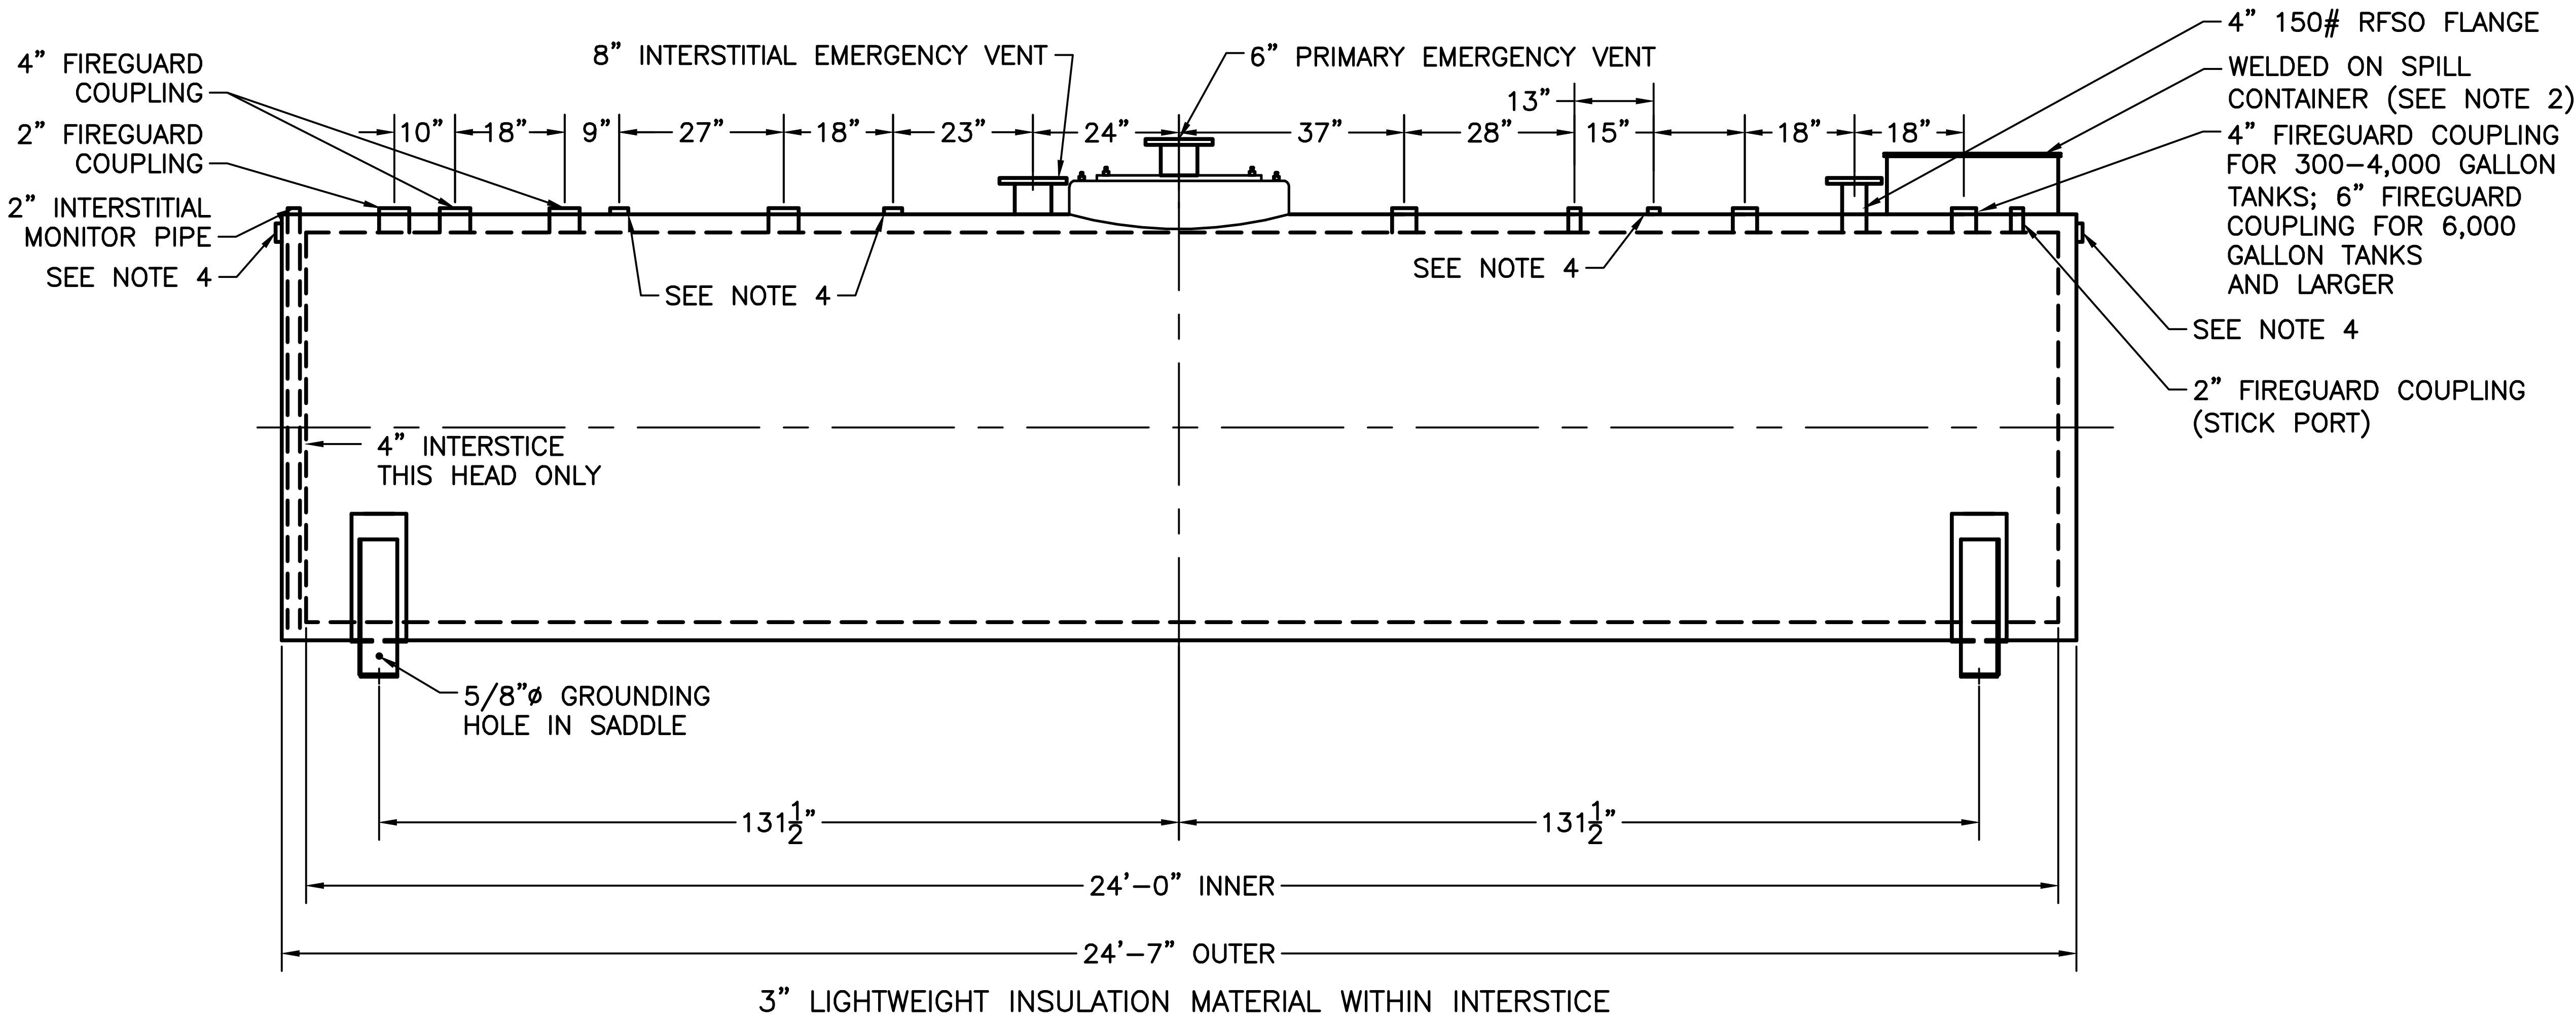 4” FIREGUARD
COUPLING
2” FIREGUARD
COUPLING
2” INTERSTITIAL
MONITOR PIPE
SEE NOTE 4
8” INTERSTITIAL EMERGENCY VENT
6” PRIMARY EMERGENCY VENT
10”
18”
9”
27”
18”
23”
24”
37”
28”
13”
15”
18”
18”
4” 150# RFSO FLANGE
WELDED ON SPILL
CONTAINER (SEE NOTE 2)
4” FIREGUARD COUPLING
FOR 300–4,000 GALLON
TANKS; 6” FIREGUARD
COUPLING FOR 6,000
GALLON TANKS
AND LARGER
SEE NOTE 4
SEE NOTE 4
SEE NOTE 4
2” FIREGUARD COUPLING
(STICK PORT)
4” INTERSTICE
THIS HEAD ONLY
5/8”ø GROUNDING
HOLE IN SADDLE
131 1/2”
131 1/2”
24’–0” INNER
24’–7” OUTER
3” LIGHTWEIGHT INSULATION MATERIAL WITHIN INTERSTICE